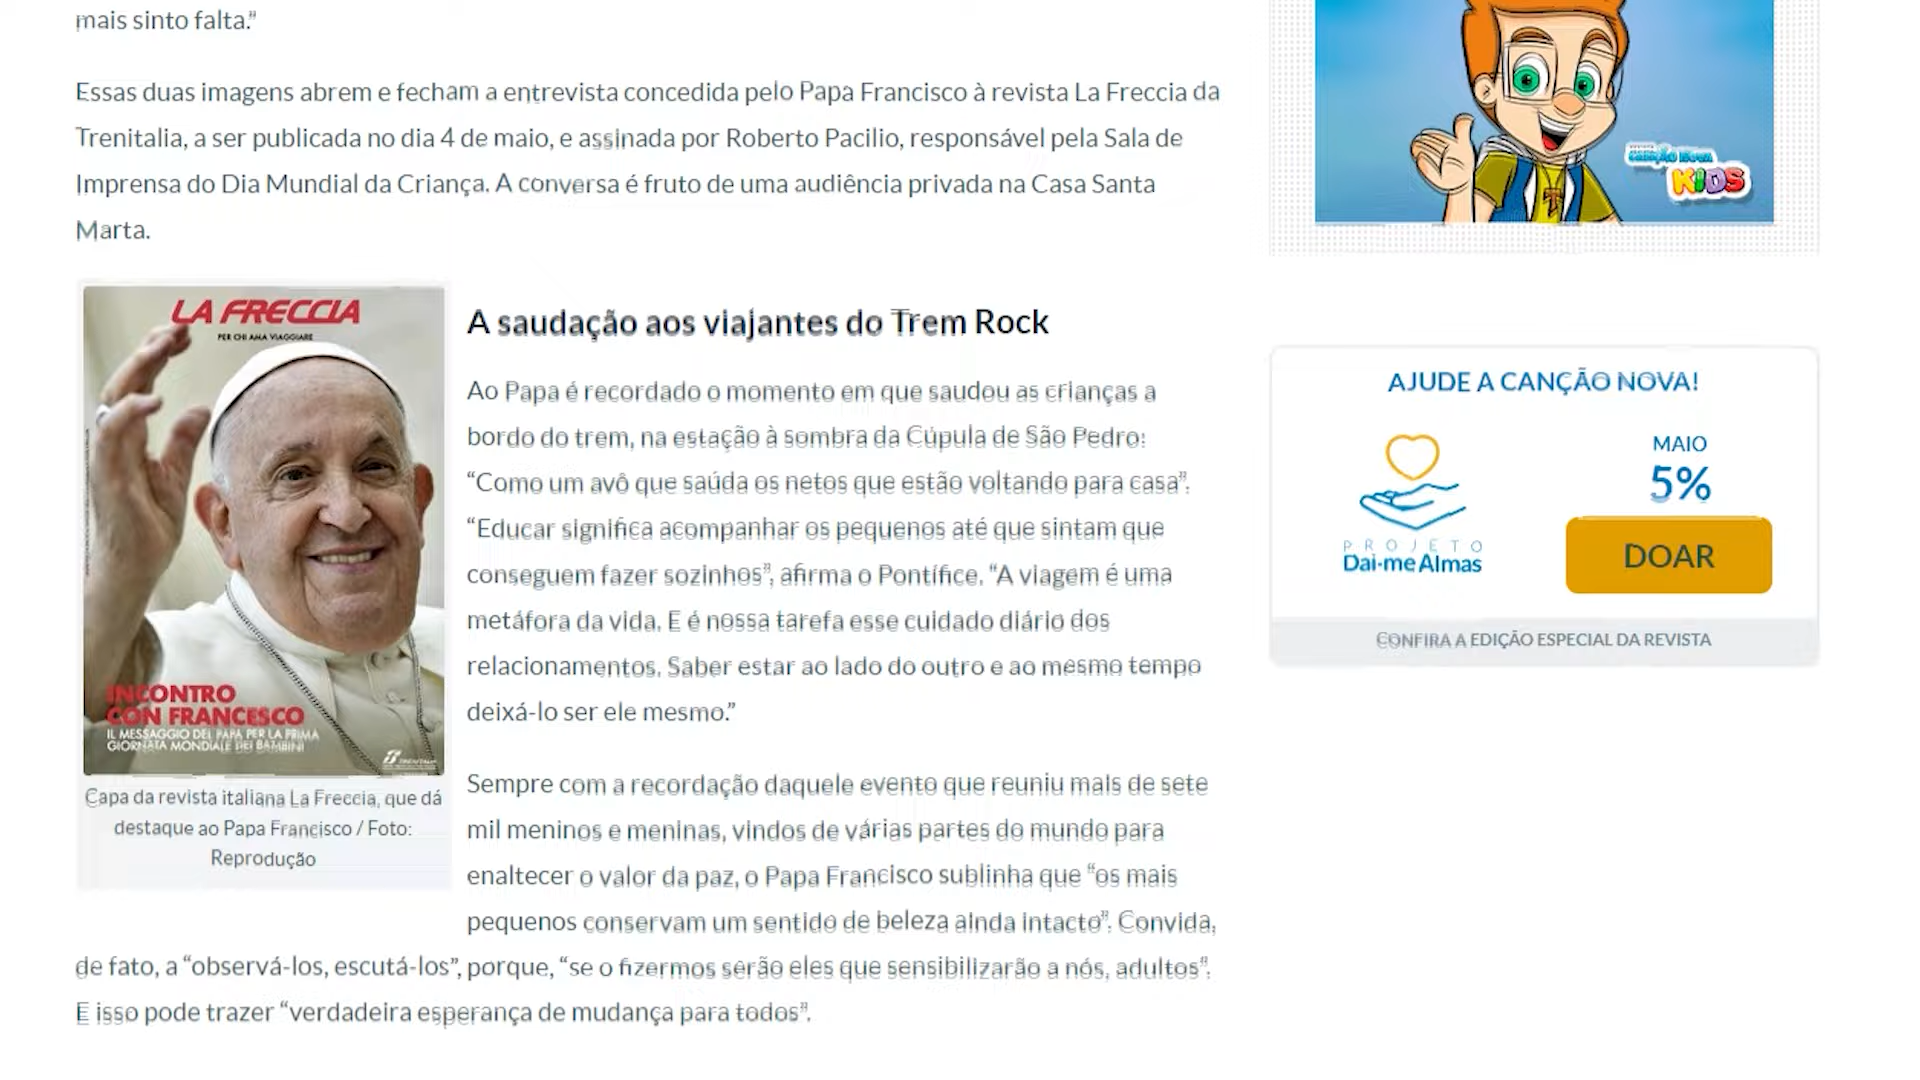 mais sinto falta.”
Essas duas imagens abrem e fecham a entrevista concedida pelo Papa Francisco à revista La Freccia da
Trenitalia, a ser publicada no dia 4 de maio, e assinada por Roberto Pacilio, responsável pela Sala de
Imprensa do Dia Mundial da Criança. A conversa é fruto de uma audiência privada na Casa Santa
Marta.
LA FRECCIA
PER CHI AMA VIAGGIARE
INCONTRO
CON FRANCESCO
IL MESSAGGIO DEL PAPA PER LA PRIMA
GIORNATA MONDIALE DEI BAMBINI
TRENITALIA
Capa da revista italiana La Freccia, que dá
destaque ao Papa Francisco / Foto:
Reprodução
A saudação aos viajantes do Trem Rock
Ao Papa é recordado o momento em que saudou as crianças a
bordo do trem, na estação à sombra da Cúpula de São Pedro:
“Como um avô que saúda os netos que estão voltando para casa”.
“Educar significa acompanhar os pequenos até que sintam que
conseguem fazer sozinhos”, afirma o Pontífice. “A viagem é uma
metáfora da vida. E é nossa tarefa esse cuidado diário dos
relacionamentos. Saber estar ao lado do outro e ao mesmo tempo
deixá-lo ser ele mesmo.”
Sempre com a recordação daquele evento que reuniu mais de sete
mil meninos e meninas, vindos de várias partes do mundo para
enaltecer o valor da paz, o Papa Francisco sublinha que “os mais
pequenos conservam um sentido de beleza ainda intacto”. Convida,
de fato, a “observá-los, escutá-los”, porque, “se o fizermos serão eles que sensibilizarão a nós, adultos”.
E isso pode trazer “verdadeira esperança de mudança para todos”.
Canção Nova
KIDS
AJUDE A CANÇÃO NOVA!
MAIO
5%
PROJETO
Dai-me Almas
DOAR
CONFIRA A EDIÇÃO ESPECIAL DA REVISTA